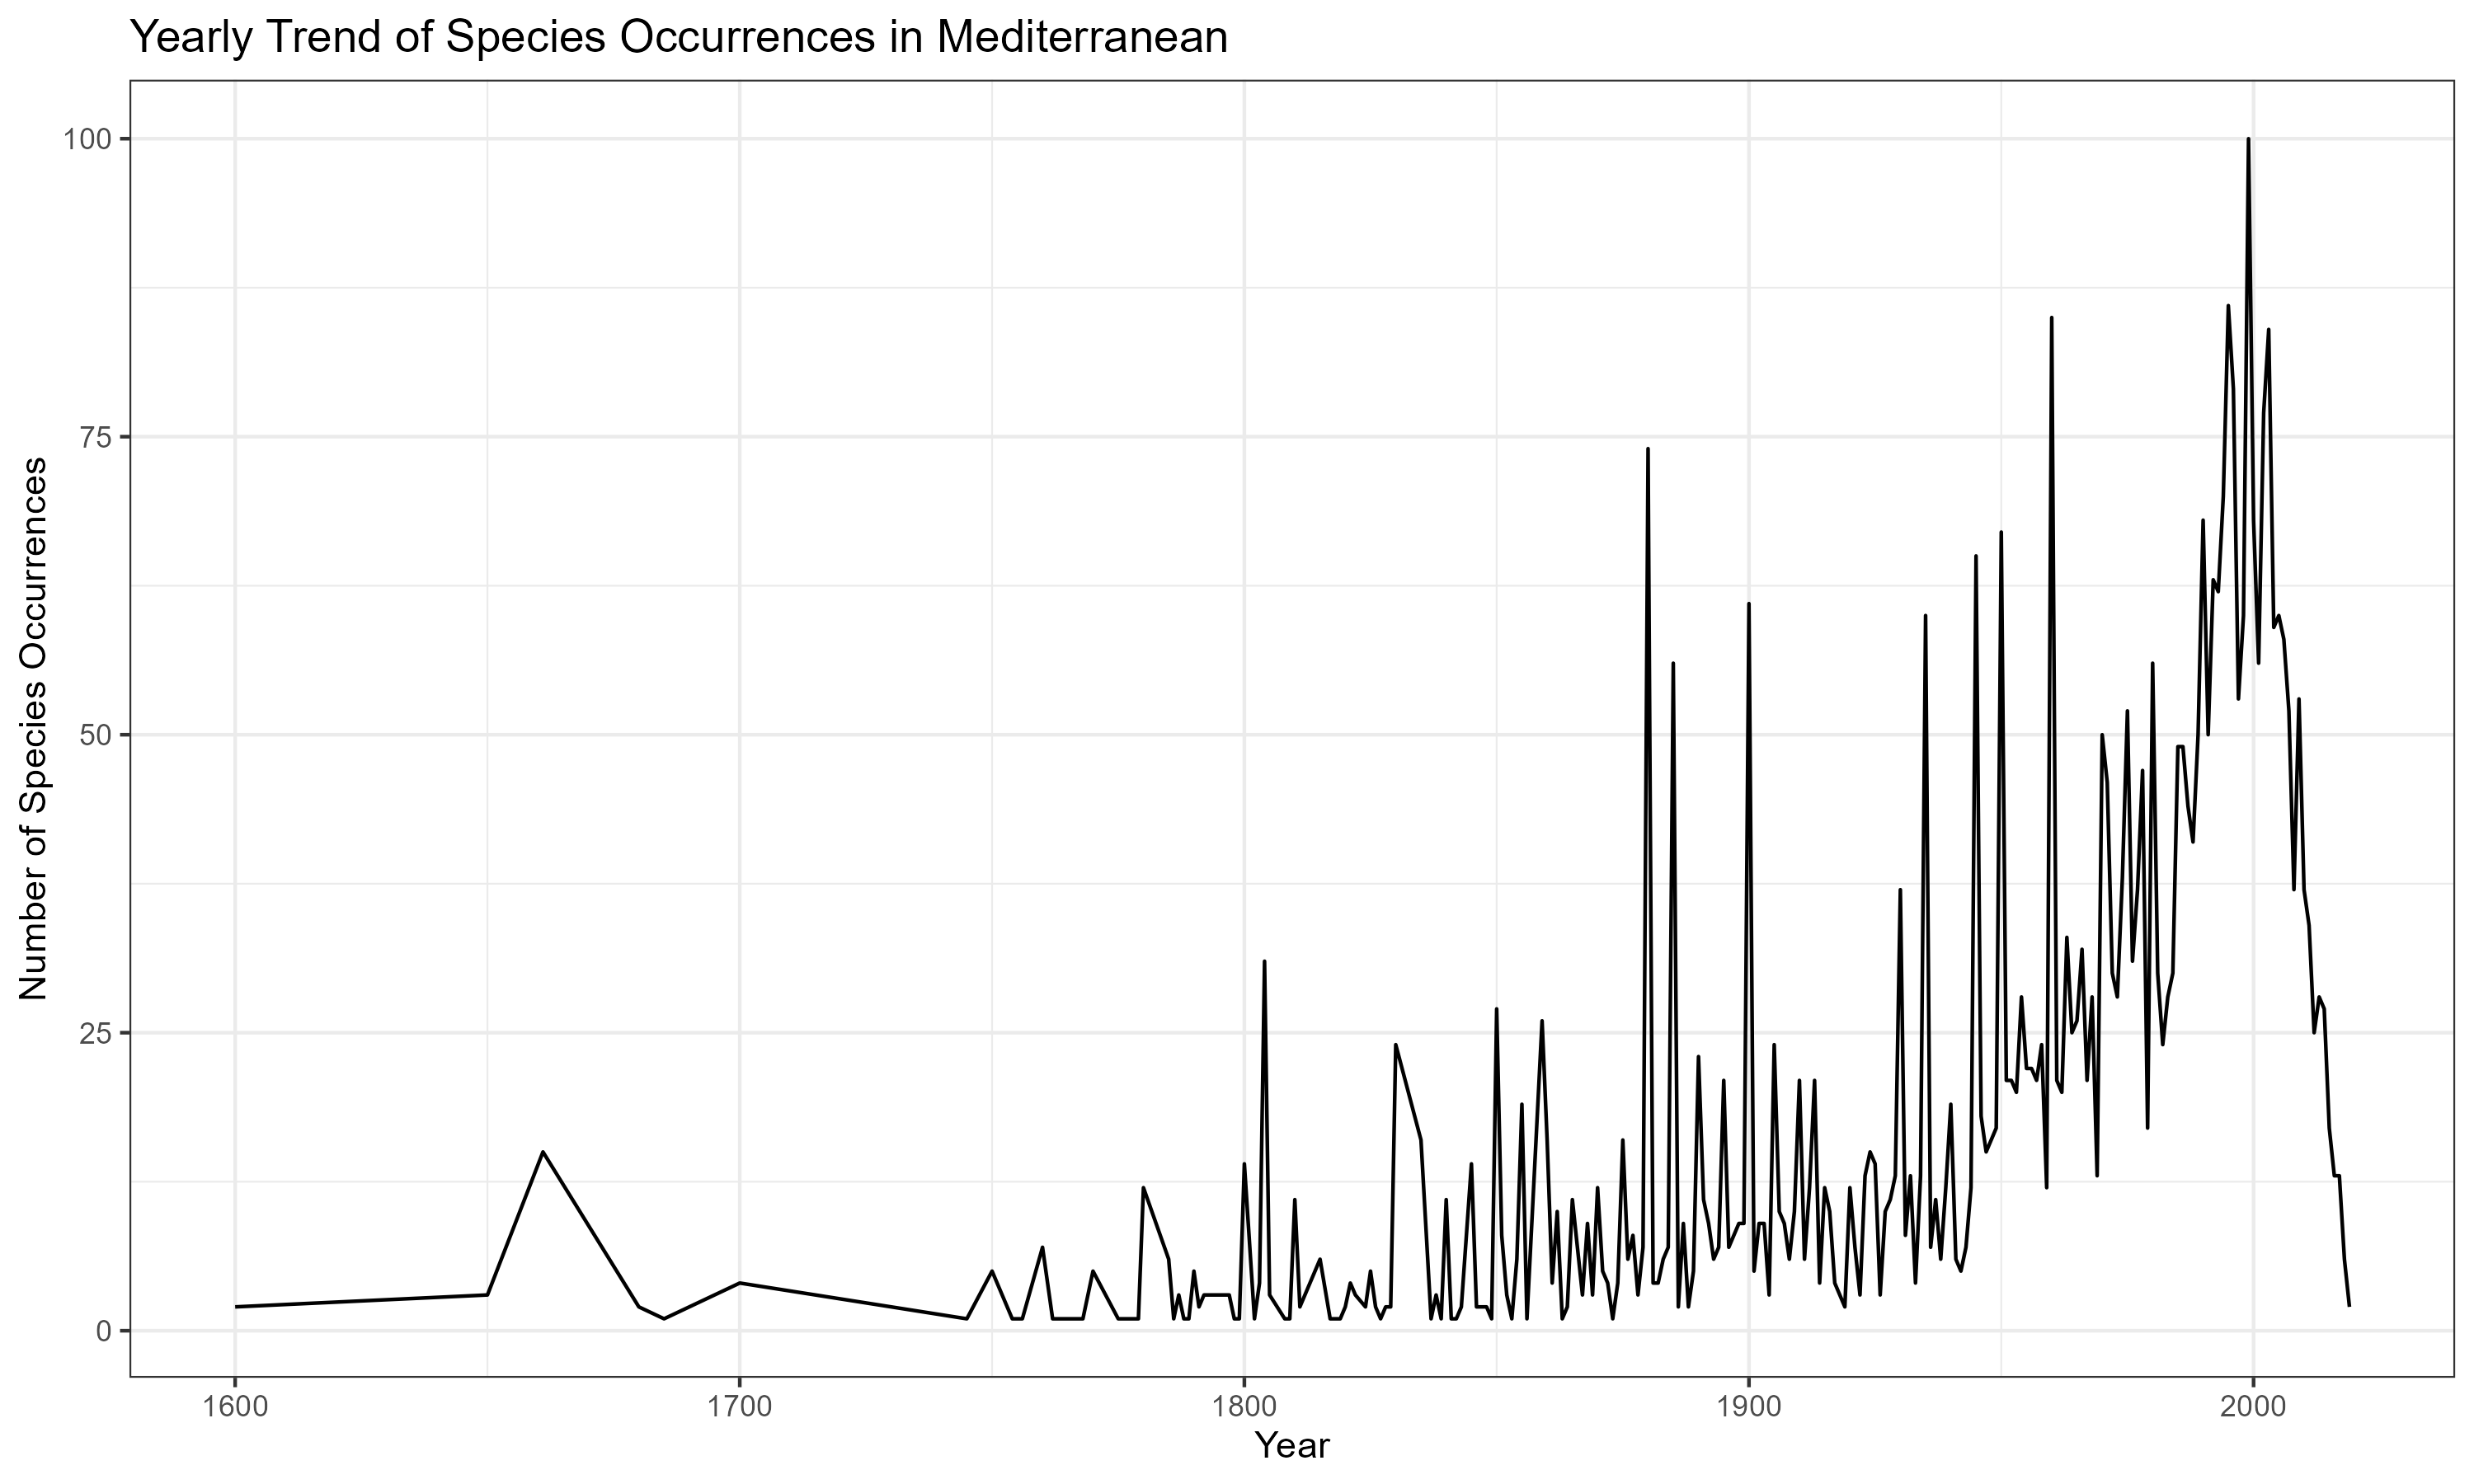 Yearly Trend of Species Occurrences in Mediterranean
Number of Species Occurrences
100
75
50
25
0
1600 1700 1800 1900 2000
Year